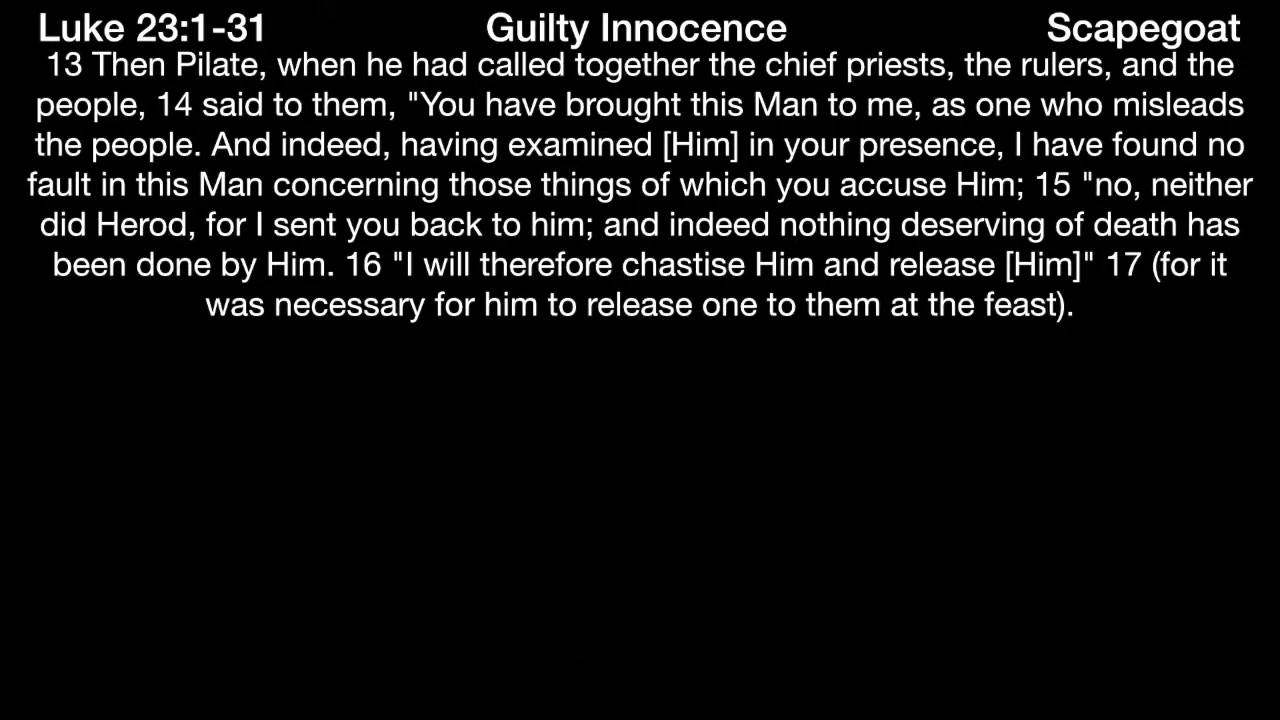 Luke 23:1-31 Guilty Innocence Scapegoat
13 Then Pilate, when he had called together the chief priests, the rulers, and the
people, 14 said to them, "You have brought this Man to me, as one who misleads
the people. And indeed, having examined [Him] in your presence, I have found no
fault in this Man concerning those things of which you accuse Him; 15 "no, neither
did Herod, for I sent you back to him; and indeed nothing deserving of death has
been done by Him. 16 "I will therefore chastise Him and release [Him]" 17 (for it
was necessary for him to release one to them at the feast).